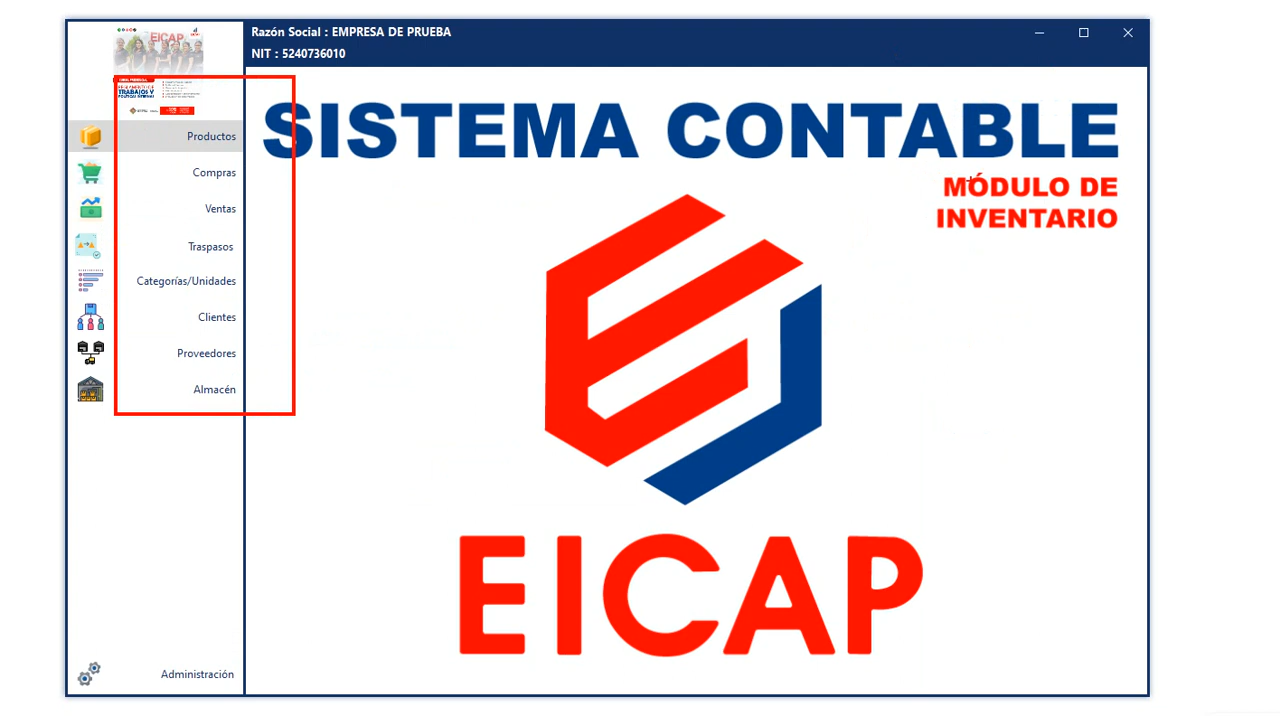 EICAP
Razón Social : EMPRESA DE PRUEBA
NIT : 5240736010
TRABAJOS Y
Productos
Compras
Ventas
Traspasos
Categorías/Unidades
Clientes
Proveedores
Almacén
Administración
SISTEMA CONTABLE
MÓDULO DE
INVENTARIO
EICAP